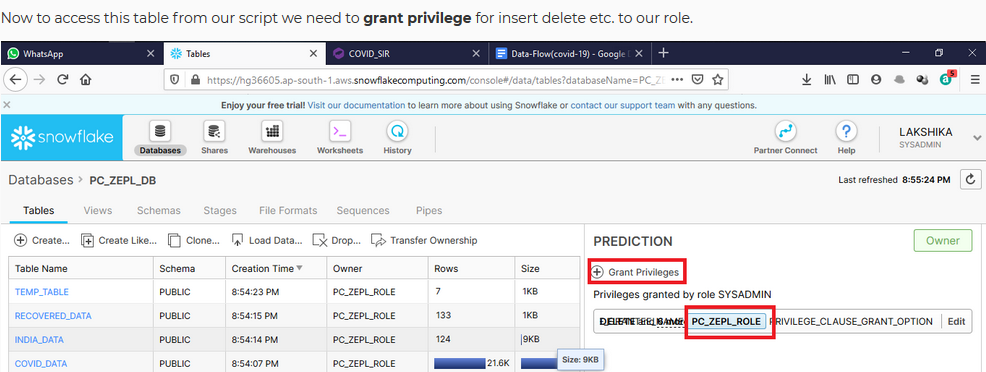 Now to access this table from our script we need to grant privilege for insert delete etc. to our role.
WhatsApp
Tables
COVID_SIR
Data-Flow(covid-19) - Google
https://hg36605.ap-south-1.aws.snowflakecomputing.com/console#/data/tables?databaseName=PC_Z
5
Enjoy your free trial! Visit our documentation to learn more about using Snowflake or contact our support team with any questions.
snowflake
Databases Shares Warehouses Worksheets History Partner Connect Help
LAKSHIKA
SYSADMIN
Databases > PC_ZEPL_DB
Last refreshed 8:55:24 PM
Tables Views Schemas Stages File Formats Sequences Pipes
Create... Create Like... Clone... Load Data... Drop... Transfer Ownership
Table Name Schema Creation Time Owner Rows Size
TEMP_TABLE PUBLIC 8:54:23 PM PC_ZEPL_ROLE 7 1KB
RECOVERED_DATA PUBLIC 8:54:15 PM PC_ZEPL_ROLE 133 1KB
INDIA_DATA PUBLIC 8:54:14 PM PC_ZEPL_ROLE 124 9KB
COVID_DATA PUBLIC 8:54:07 PM PC_ZEPL_ROLE 21.6K
Size: 9KB
PREDICTION
Owner
Grant Privileges
Privileges granted by role SYSADMIN
PC_ZEPL_ROLE PRIVILEGE_CLAUSE_GRANT_OPTION Edit